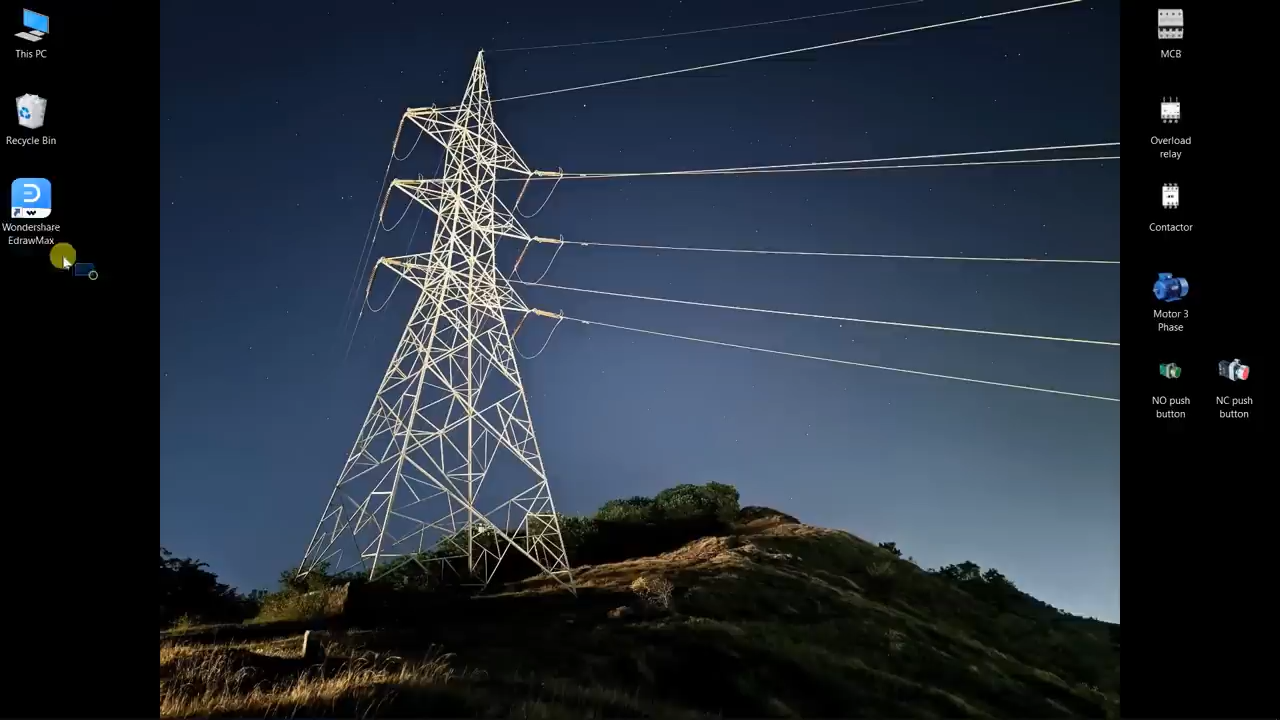 This PC
Recycle Bin
Wondershare
EdrawMax
MCB
Overload
relay
Contactor
Motor 3
Phase
NO push
button
NC push
button